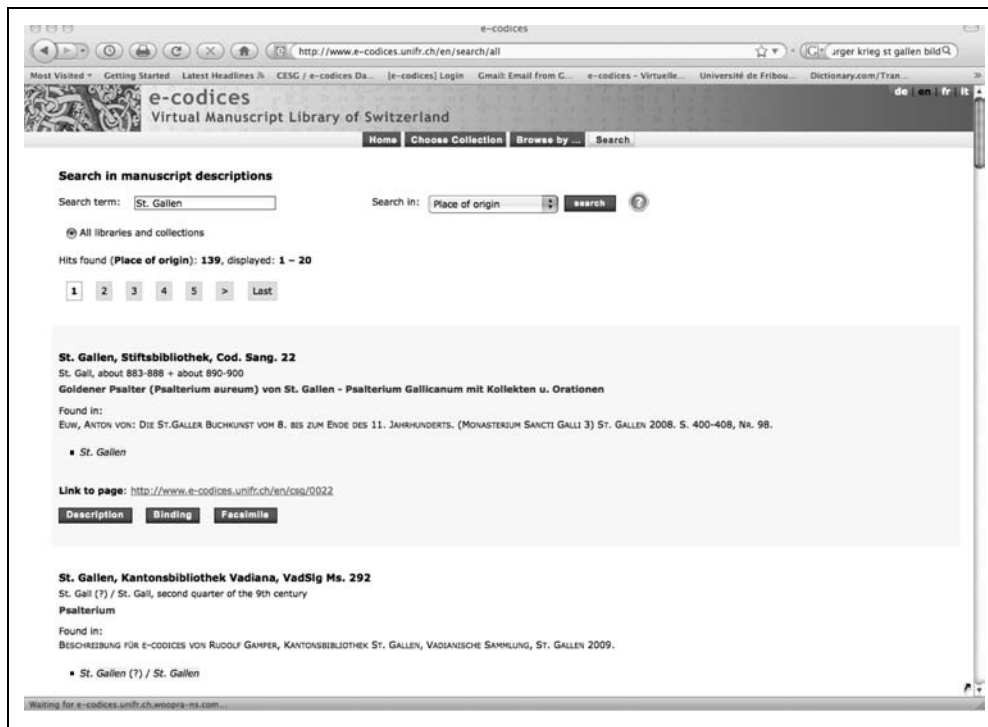 e-codices
http://www.e-codices.unifr.ch/en/search/all
urger krieg st gallen bild
Most Visited Getting Started Latest Headlines CESG / e-codices Da... [e-codices] Login Gmail: Email from G... e-codices – Virtuelle... Université de Fribou... Dictionary.com/Tran... »
e-codices
de | en | fr | it
Virtual Manuscript Library of Switzerland
Home Choose Collection Browse by ... Search
Search in manuscript descriptions
Search term: St. Gallen Search in: Place of origin search ?
All libraries and collections
Hits found (Place of origin): 139, displayed: 1 – 20
1 2 3 4 5 > Last
St. Gallen, Stiftsbibliothek, Cod. Sang. 22
St. Gall, about 883-888 + about 890-900
Goldener Psalter (Psalterium aureum) von St. Gallen - Psalterium Gallicanum mit Kollekten u. Orationen
Found in:
Euw, Anton von: Die St.Galler Buchkunst vom 8. bis zum Ende des 11. Jahrhunderts. (Monasterium Sancti Galli 3) St. Gallen 2008. S. 400-408, Nr. 98.
▪ St. Gallen
Link to page: http://www.e-codices.unifr.ch/en/csg/0022
Description Binding Facsimile
St. Gallen, Kantonsbibliothek Vadiana, VadSlg Ms. 292
St. Gall (?) / St. Gall, second quarter of the 9th century
Psalterium
Found in:
Beschreibung für e-codices von Rudolf Gamper, Kantonsbibliothek St. Gallen, Vadianische Sammlung, St. Gallen 2009.
▪ St. Gallen (?) / St. Gallen
Waiting for e-codices.unifr.ch.woopra-ns.com...